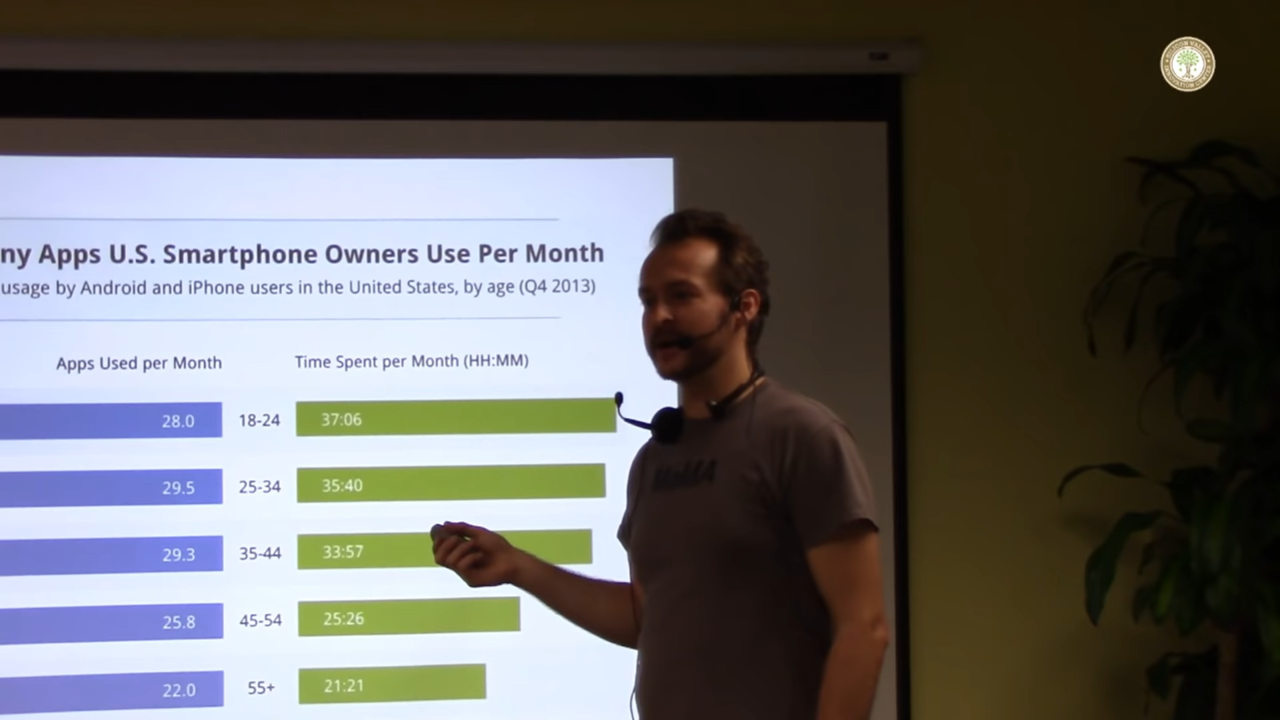 ny Apps U.S. Smartphone Owners Use Per Month
usage by Android and iPhone users in the United States, by age (Q4 2013)
Apps Used per Month Time Spent per Month (HH:MM)
28.0 18-24 37:06
29.5 25-34 35:40
29.3 35-44 33:57
25.8 45-54 25:26
22.0 55+ 21:21